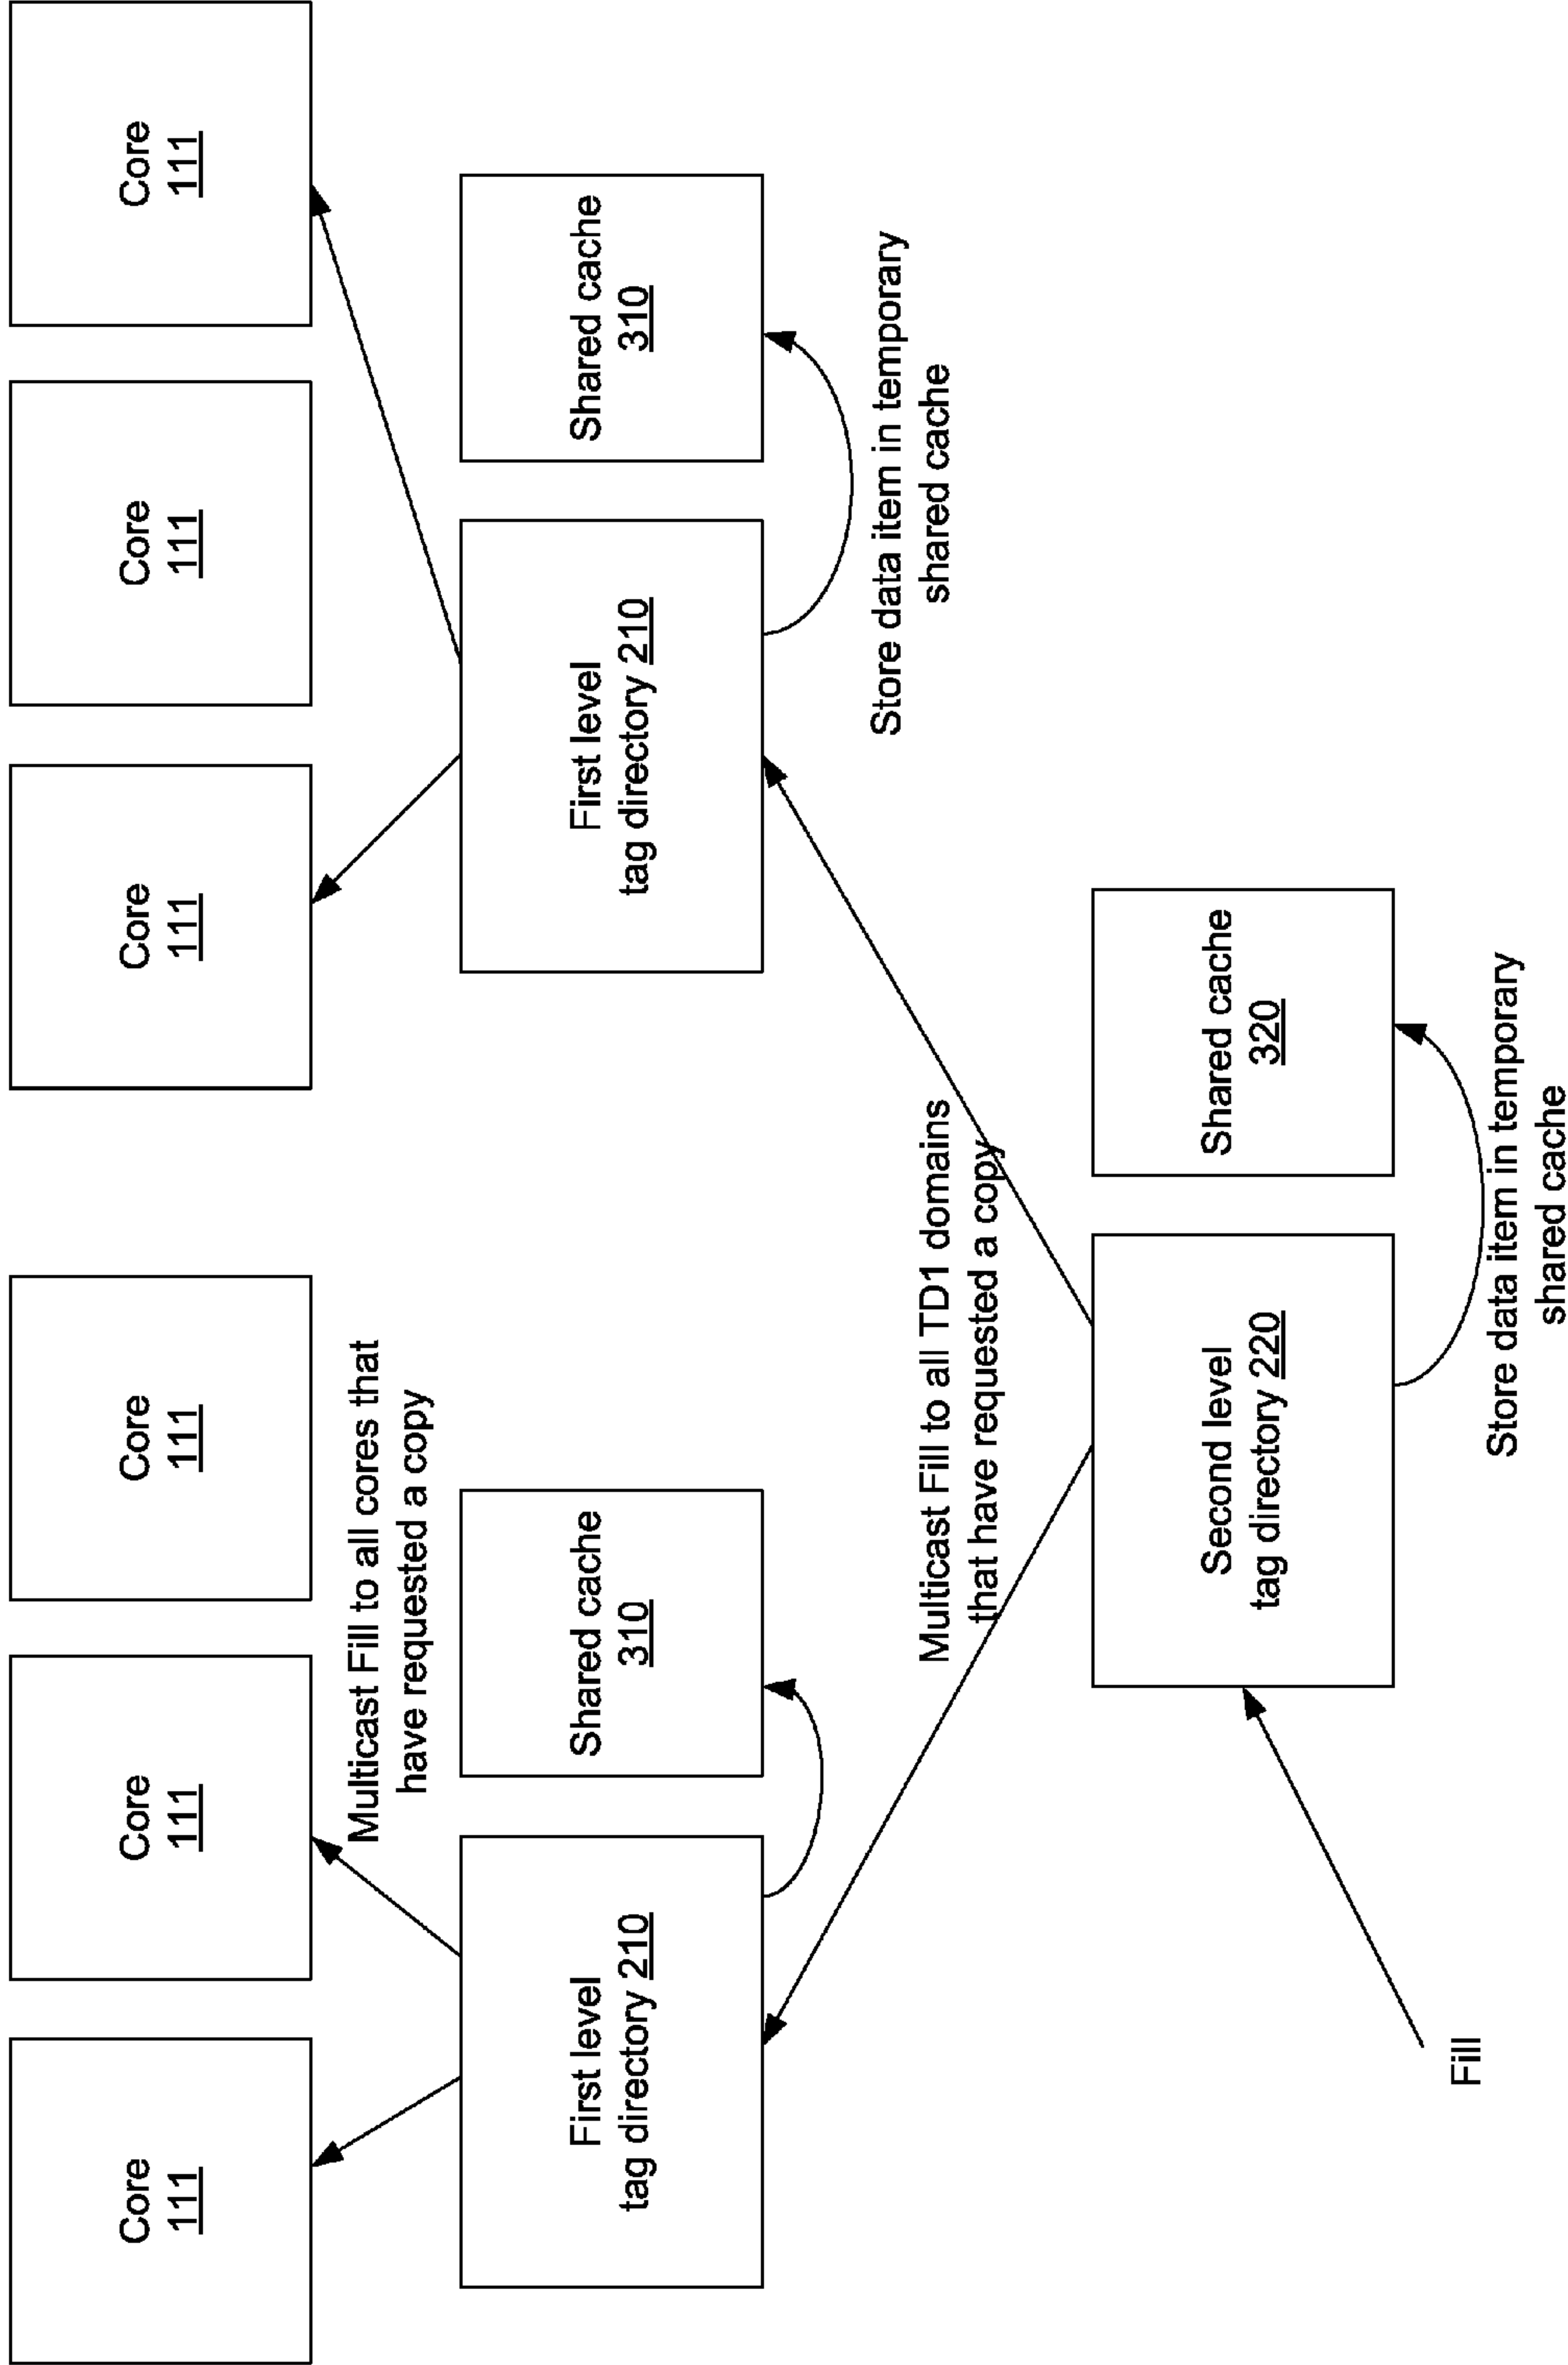 Core
111
Core
111
Core
111
Core
111
Core
111
Core
111
Multicast Fill to all cores that
have requested a copy
First level
tag directory 210
Shared cache
310
First level
tag directory 210
Shared cache
310
Store data item in temporary
shared cache
Multicast Fill to all TD1 domains
that have requested a copy
Second level
tag directory 220
Shared cache
320
Fill
Store data item in temporary
shared cache